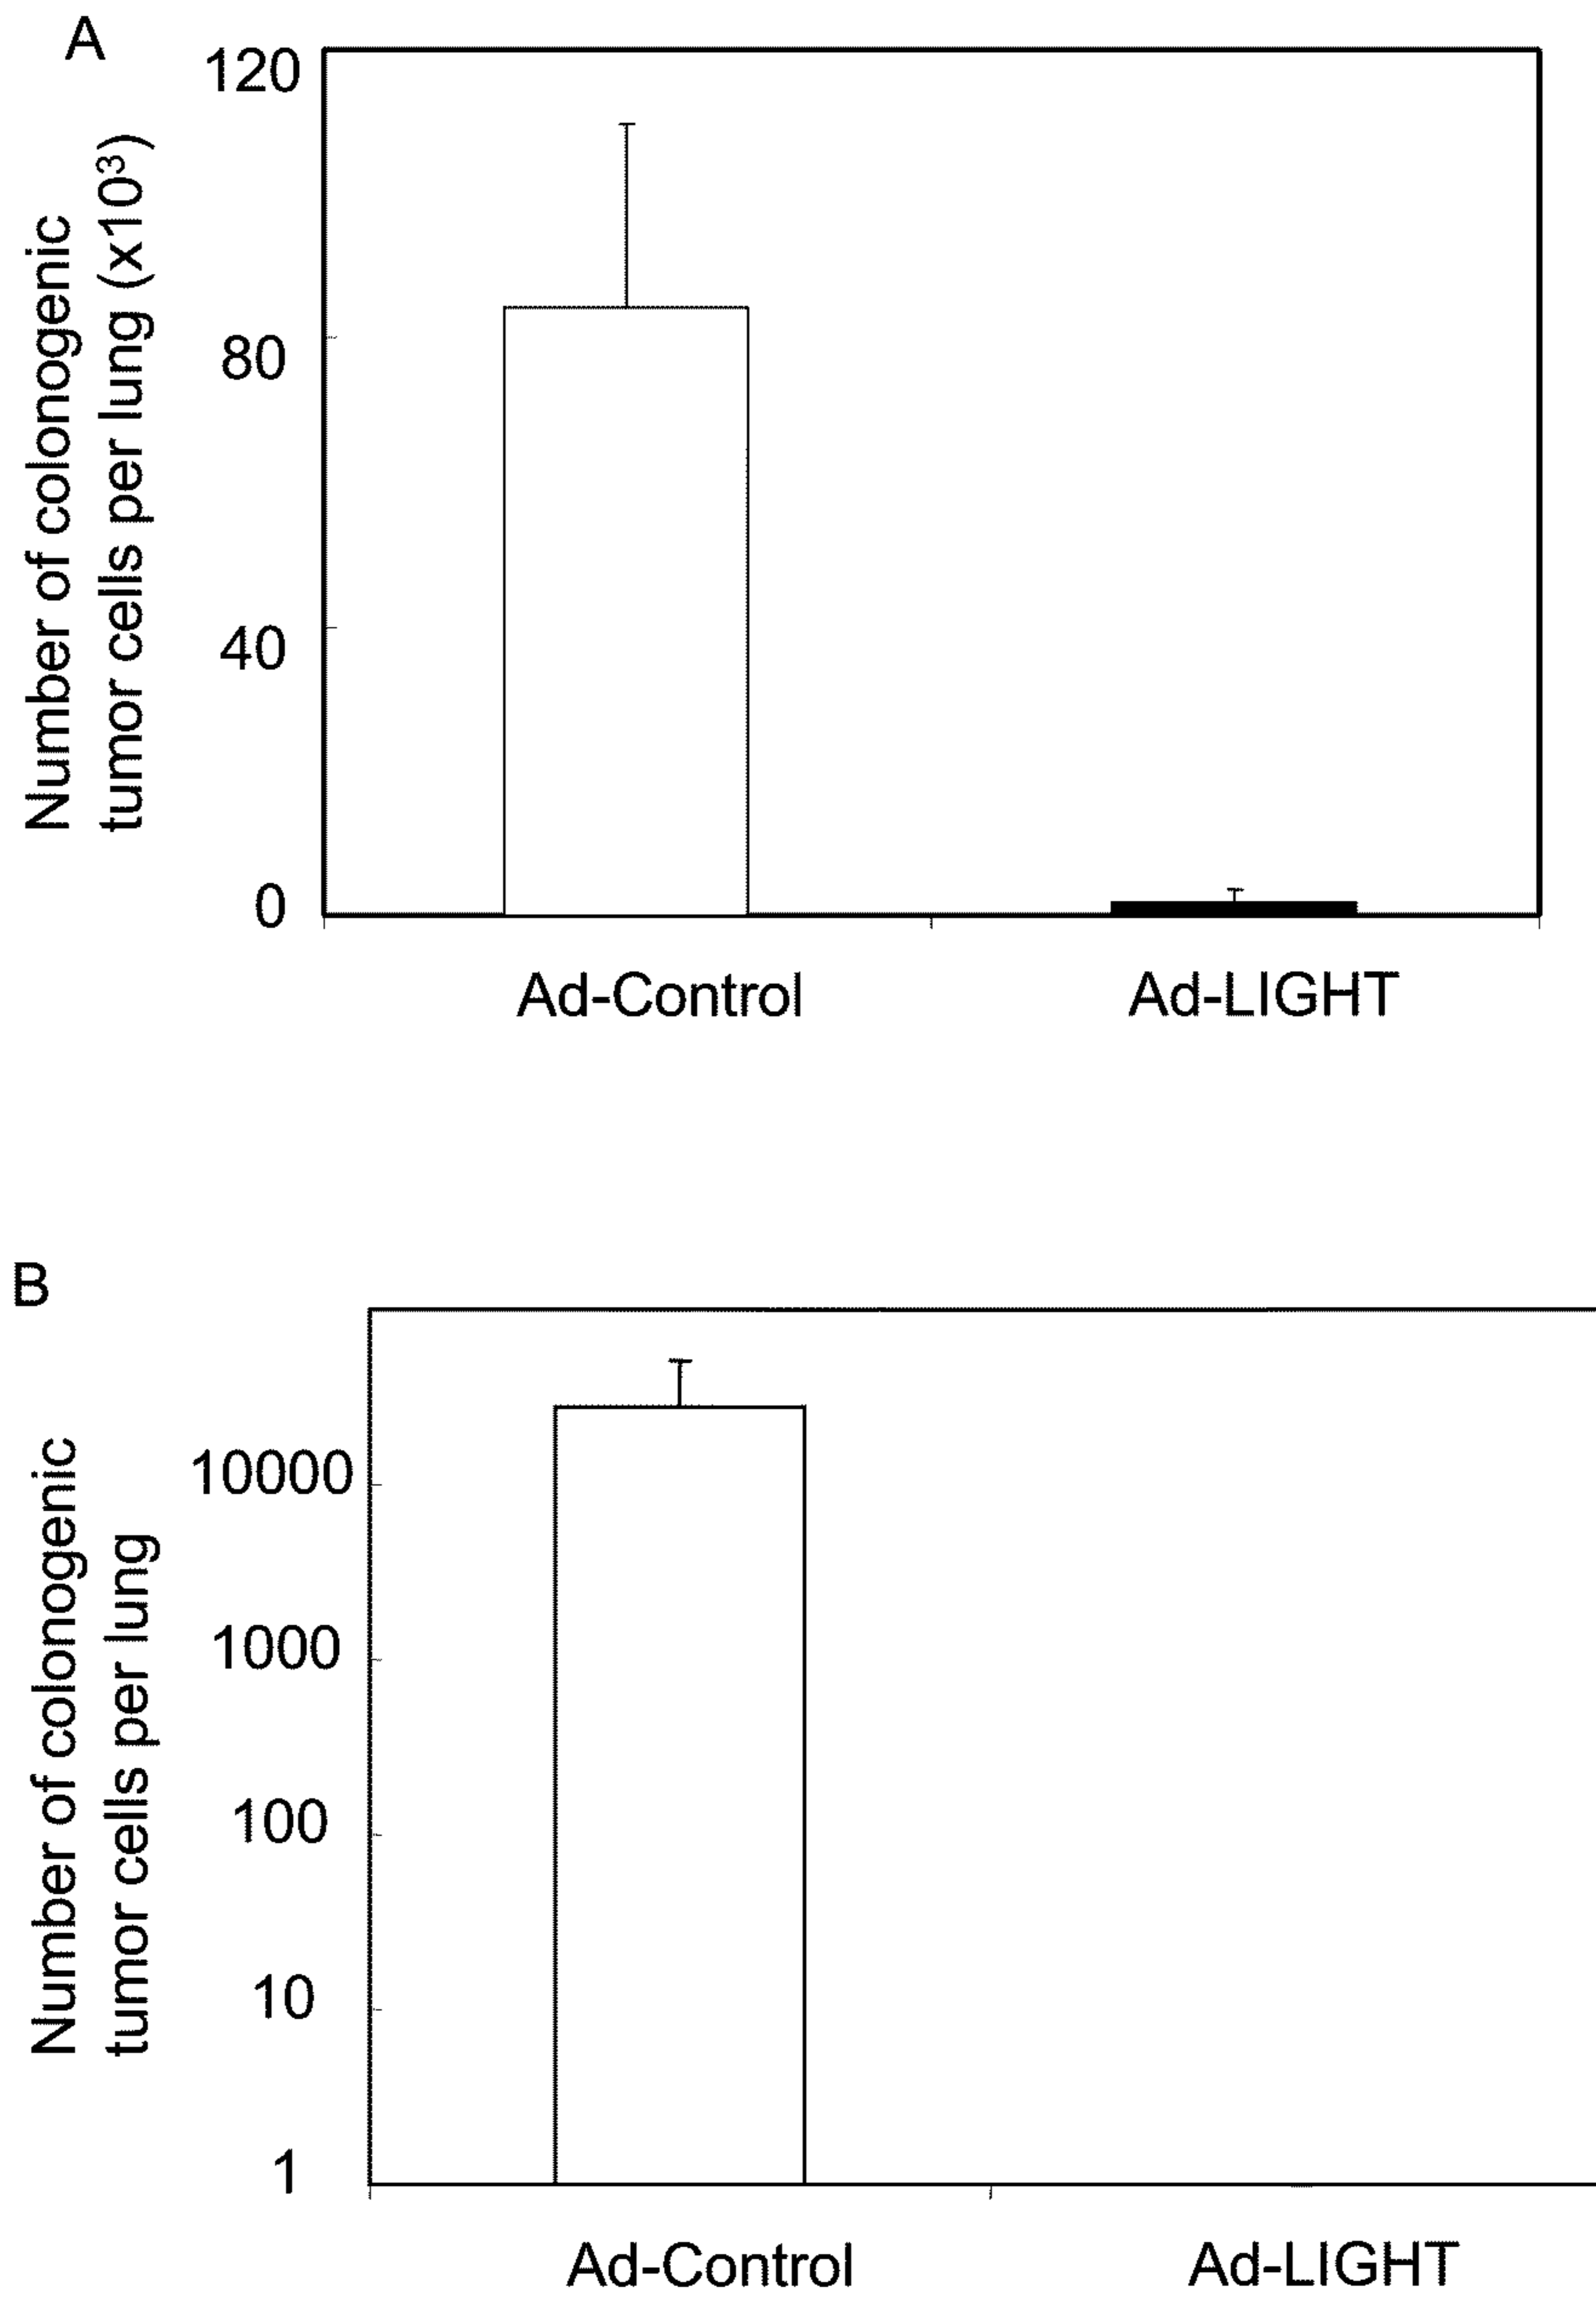 A
120
80
40
0
Number of colonogenic
tumor cells per lung (x10³)
Ad-Control
Ad-LIGHT
B
10000
1000
100
10
1
Number of colonogenic
tumor cells per lung
Ad-Control
Ad-LIGHT